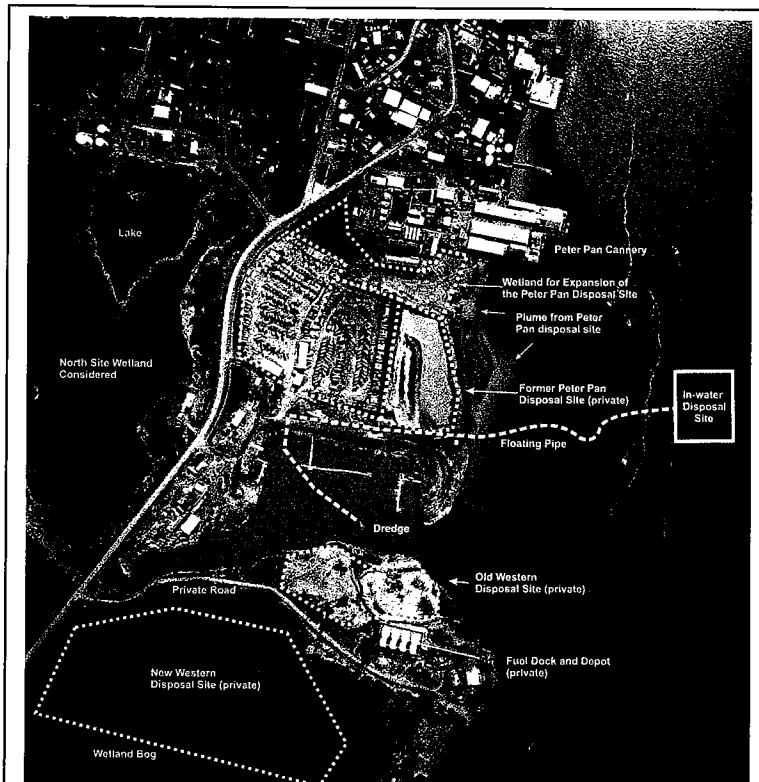 Lake
Peter Pan Cannery
Wetland for Expansion of
the Peter Pan Disposal Site
Plume from Peter
Pan disposal site
North Site Wetland
Considered
Former Peter Pan
Disposal Site (private)
In-water
Disposal
Site
Floating Pipe
Dredge
Old Western
Disposal Site (private)
Private Road
New Western
Disposal Site (private)
Fuel Dock and Depot
(private)
Wetland Bog